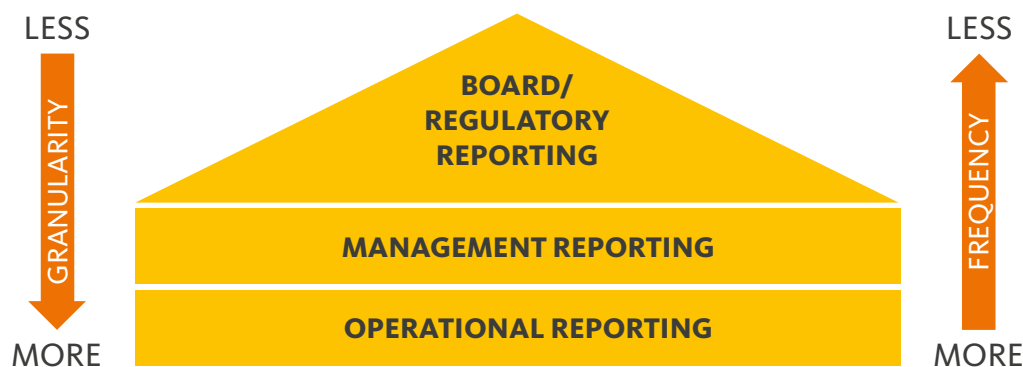 LESS
LESS
BOARD/
REGULATORY
REPORTING
GRANULARITY
FREQUENCY
MANAGEMENT REPORTING
OPERATIONAL REPORTING
MORE
MORE